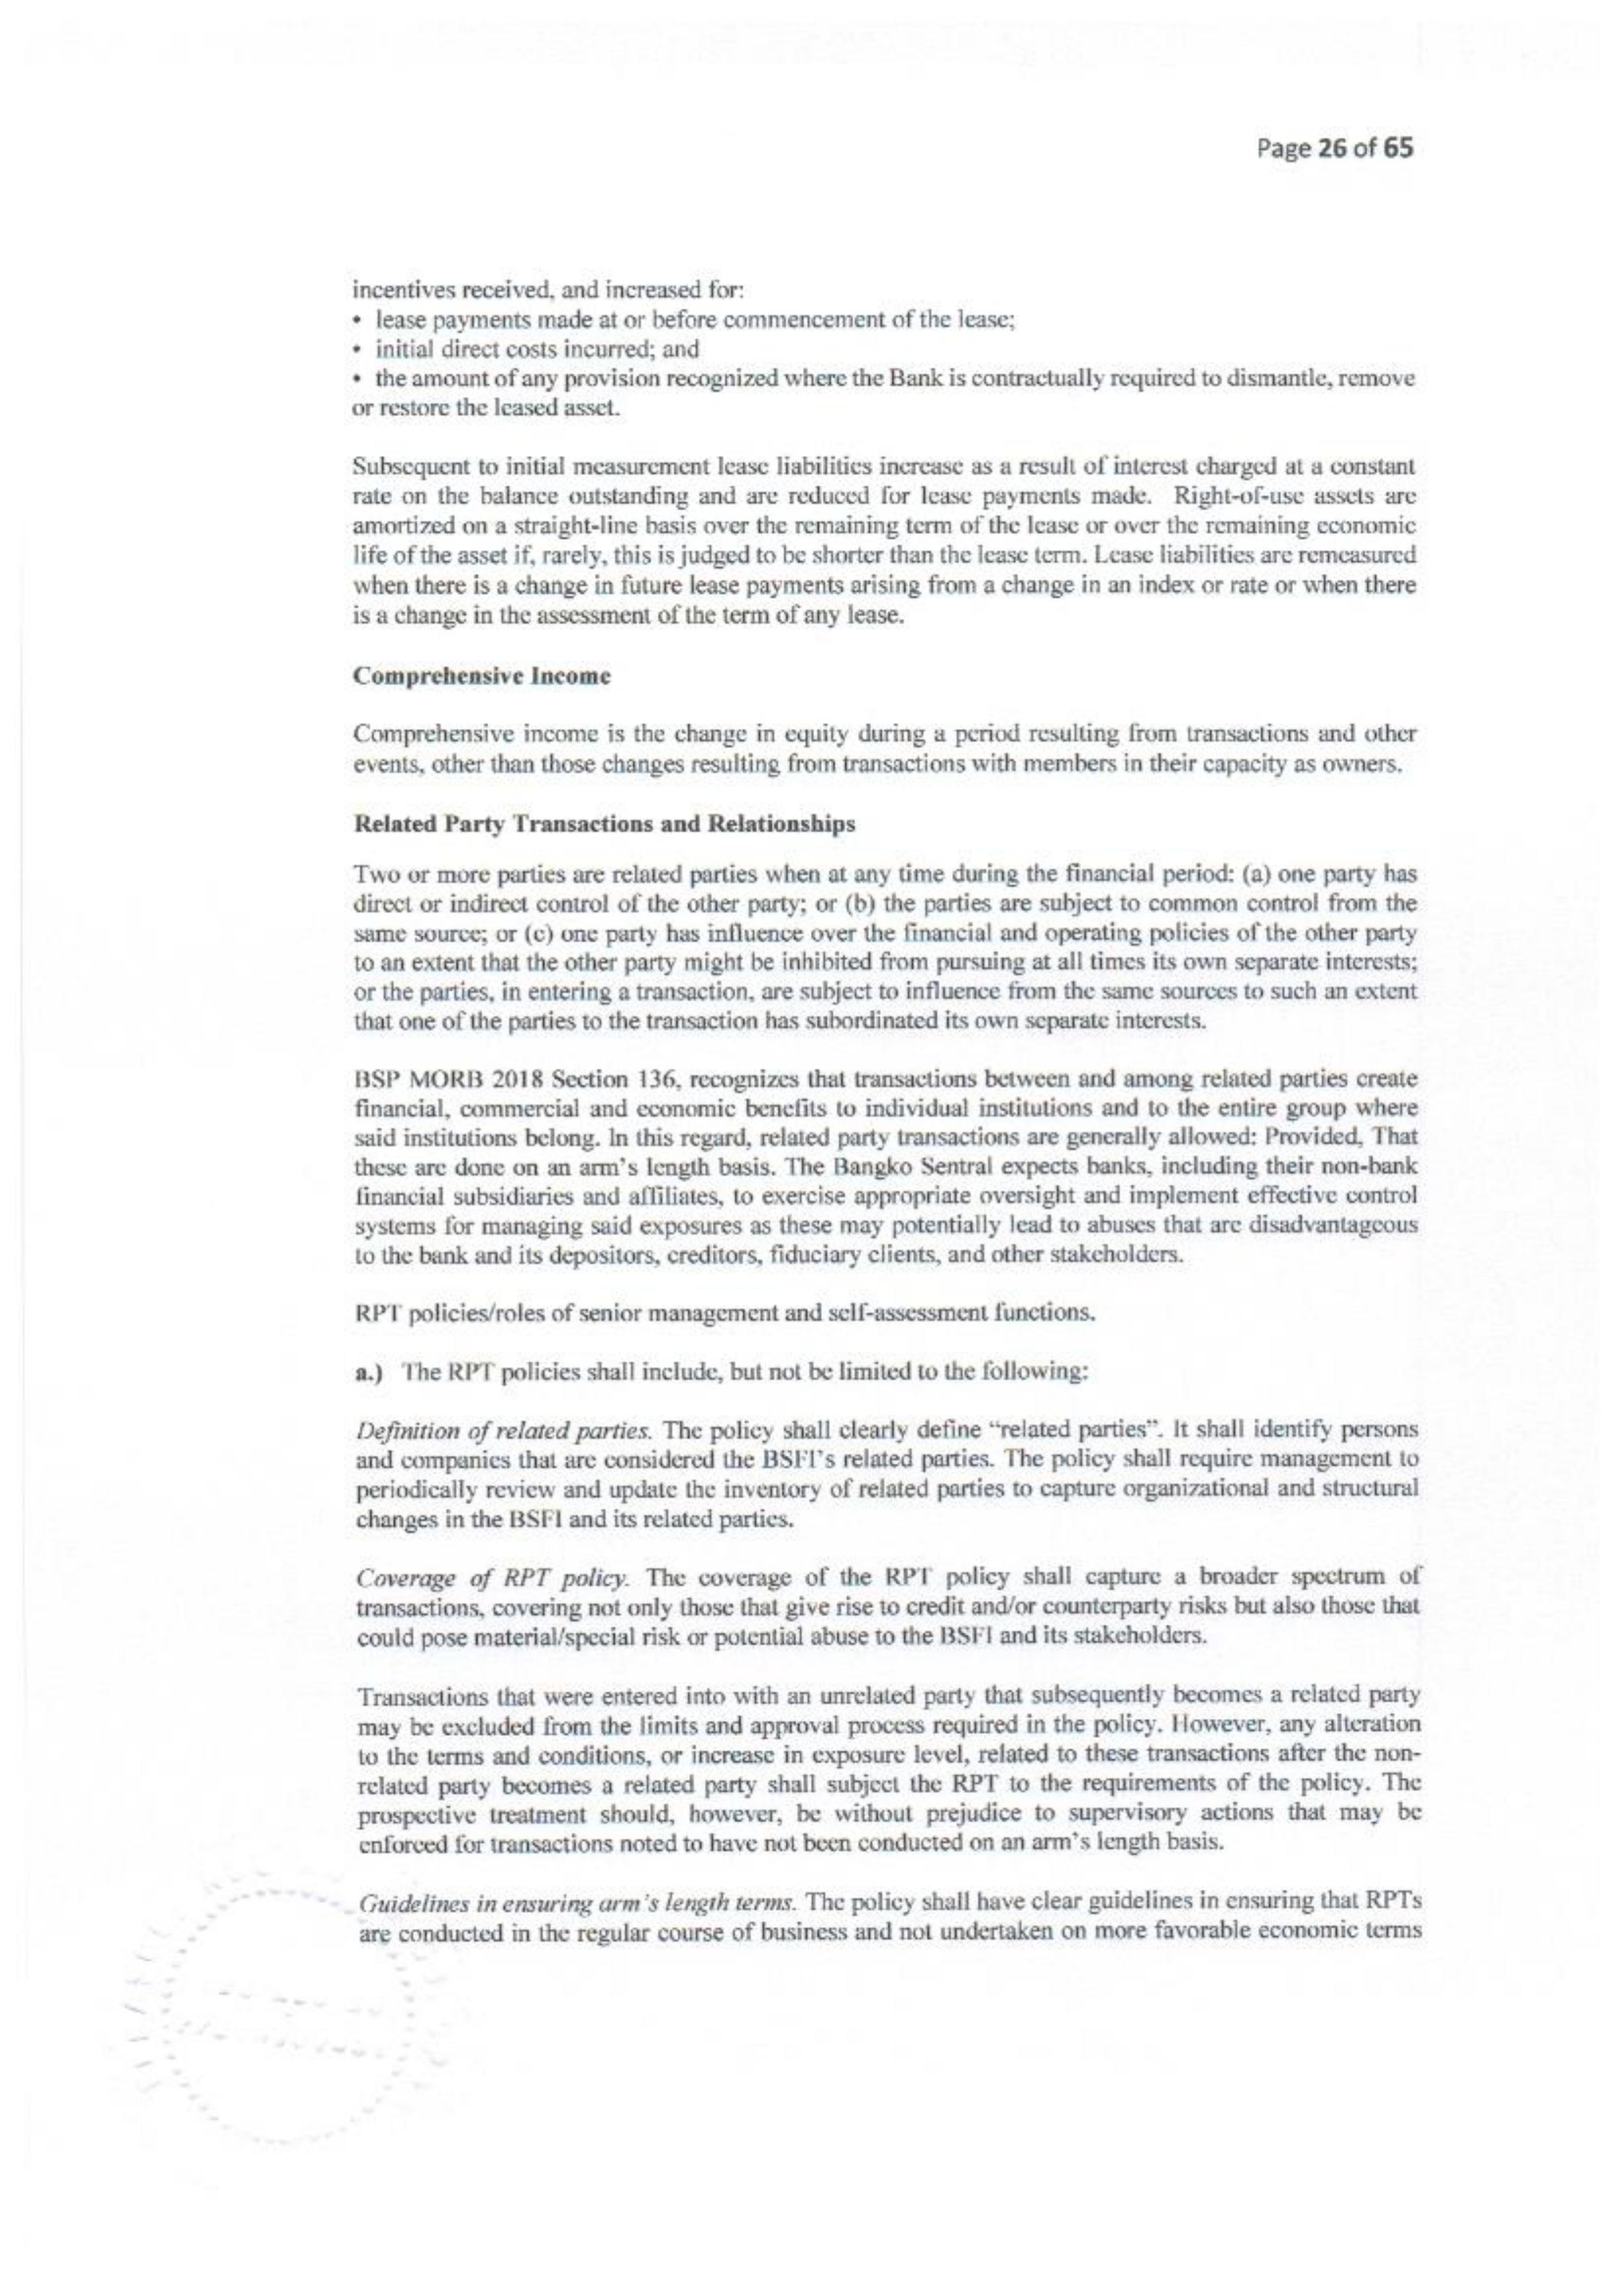 Page 26 of 65
incentives received, and increased for:
• lease payments made at or before commencement of the lease;
• initial direct costs incurred; and
• the amount of any provision recognized where the Bank is contractually required to dismantle, remove
or restore the leased asset.
Subsequent to initial measurement lease liabilities increase as a result of interest charged at a constant
rate on the balance outstanding and are reduced for lease payments made. Right-of-use assets are
amortized on a straight-line basis over the remaining term of the lease or over the remaining economic
life of the asset if, rarely, this is judged to be shorter than the lease term. Lease liabilities are remeasured
when there is a change in future lease payments arising from a change in an index or rate or when there
is a change in the assessment of the term of any lease.
Comprehensive Income
Comprehensive income is the change in equity during a period resulting from transactions and other
events, other than those changes resulting from transactions with members in their capacity as owners.
Related Party Transactions and Relationships
Two or more parties are related parties when at any time during the financial period: (a) one party has
direct or indirect control of the other party; or (b) the parties are subject to common control from the
same source; or (c) one party has influence over the financial and operating policies of the other party
to an extent that the other party might be inhibited from pursuing at all times its own separate interests;
or the parties, in entering a transaction, are subject to influence from the same sources to such an extent
that one of the parties to the transaction has subordinated its own separate interests.
BSP MORB 2018 Section 136, recognizes that transactions between and among related parties create
financial, commercial and economic benefits to individual institutions and to the entire group where
said institutions belong. In this regard, related party transactions are generally allowed: Provided, That
these are done on an arm's length basis. The Bangko Sentral expects banks, including their non-bank
financial subsidiaries and affiliates, to exercise appropriate oversight and implement effective control
systems for managing said exposures as these may potentially lead to abuses that are disadvantageous
to the bank and its depositors, creditors, fiduciary clients, and other stakeholders.
RPT policies/roles of senior management and self-assessment functions.
a.) The RPT policies shall include, but not be limited to the following:
Definition of related parties. The policy shall clearly define “related parties”. It shall identify persons
and companies that are considered the BSFI's related parties. The policy shall require management to
periodically review and update the inventory of related parties to capture organizational and structural
changes in the BSFI and its related parties.
Coverage of RPT policy. The coverage of the RPT policy shall capture a broader spectrum of
transactions, covering not only those that give rise to credit and/or counterparty risks but also those that
could pose material/special risk or potential abuse to the BSFI and its stakeholders.
Transactions that were entered into with an unrelated party that subsequently becomes a related party
may be excluded from the limits and approval process required in the policy. However, any alteration
to the terms and conditions, or increase in exposure level, related to these transactions after the non-
related party becomes a related party shall subject the RPT to the requirements of the policy. The
prospective treatment should, however, be without prejudice to supervisory actions that may be
enforced for transactions noted to have not been conducted on an arm's length basis.
Guidelines in ensuring arm's length terms. The policy shall have clear guidelines in ensuring that RPTs
are conducted in the regular course of business and not undertaken on more favorable economic terms